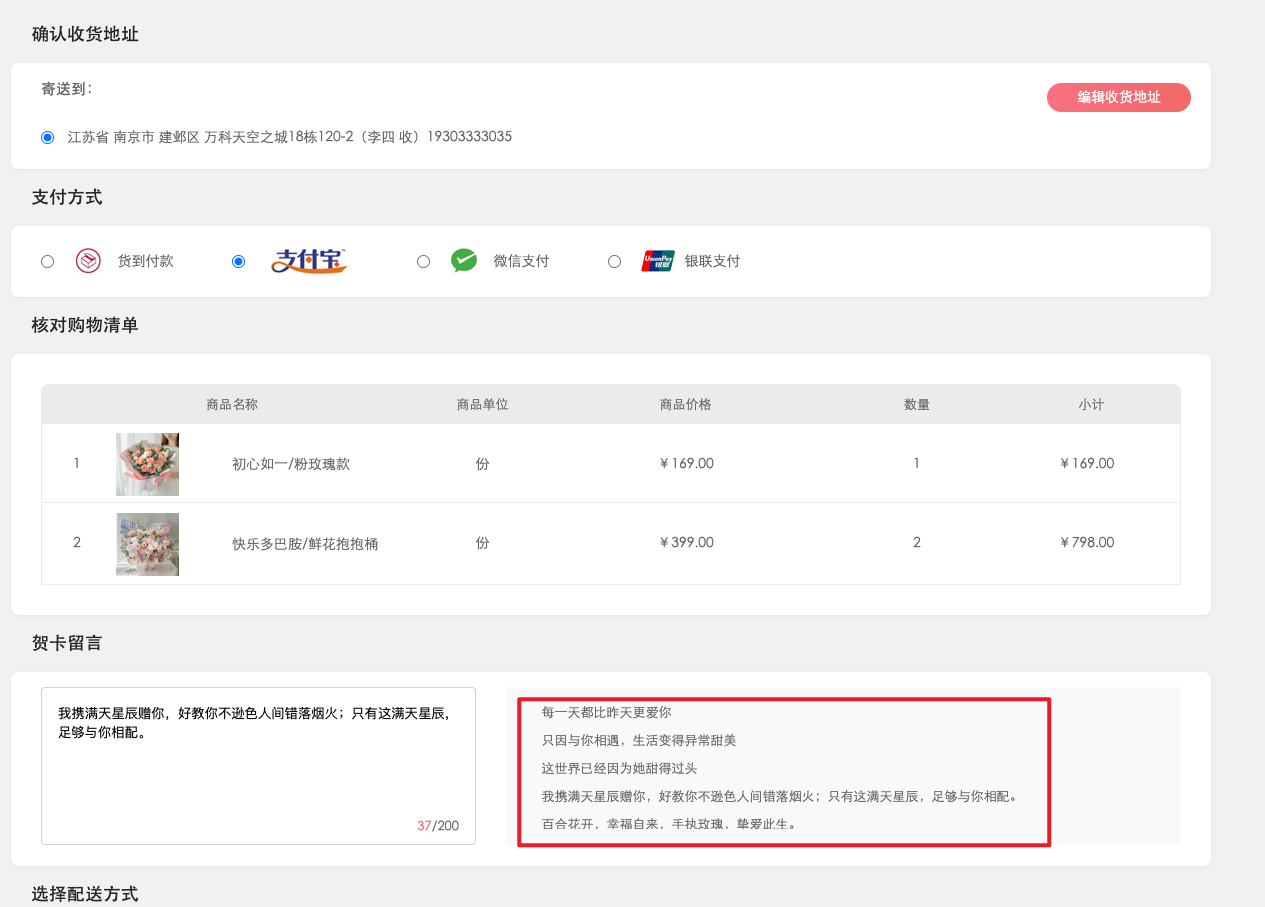 确认收货地址
寄送到：
编辑收货地址
江苏省 南京市 建邺区 万科天空之城18栋120-2（李四 收）19303333035
支付方式
货到付款 支付宝 微信支付 UnionPay 银联 银联支付
核对购物清单
商品名称 商品单位 商品价格 数量 小计
1 初心如一/粉玫瑰款 份 ￥169.00 1 ￥169.00
2 快乐多巴胺/鲜花抱抱桶 份 ￥399.00 2 ￥798.00
贺卡留言
我携满天星辰赠你，好教你不逊色人间错落烟火；只有这满天星辰，
足够与你相配。
37/200
每一天都比昨天更爱你
只因与你相遇，生活变得异常甜美
这世界已经因为她甜得过头
我携满天星辰赠你，好教你不逊色人间错落烟火；只有这满天星辰，足够与你相配。
百合花开，幸福自来，手执玫瑰，挚爱此生。
选择配送方式